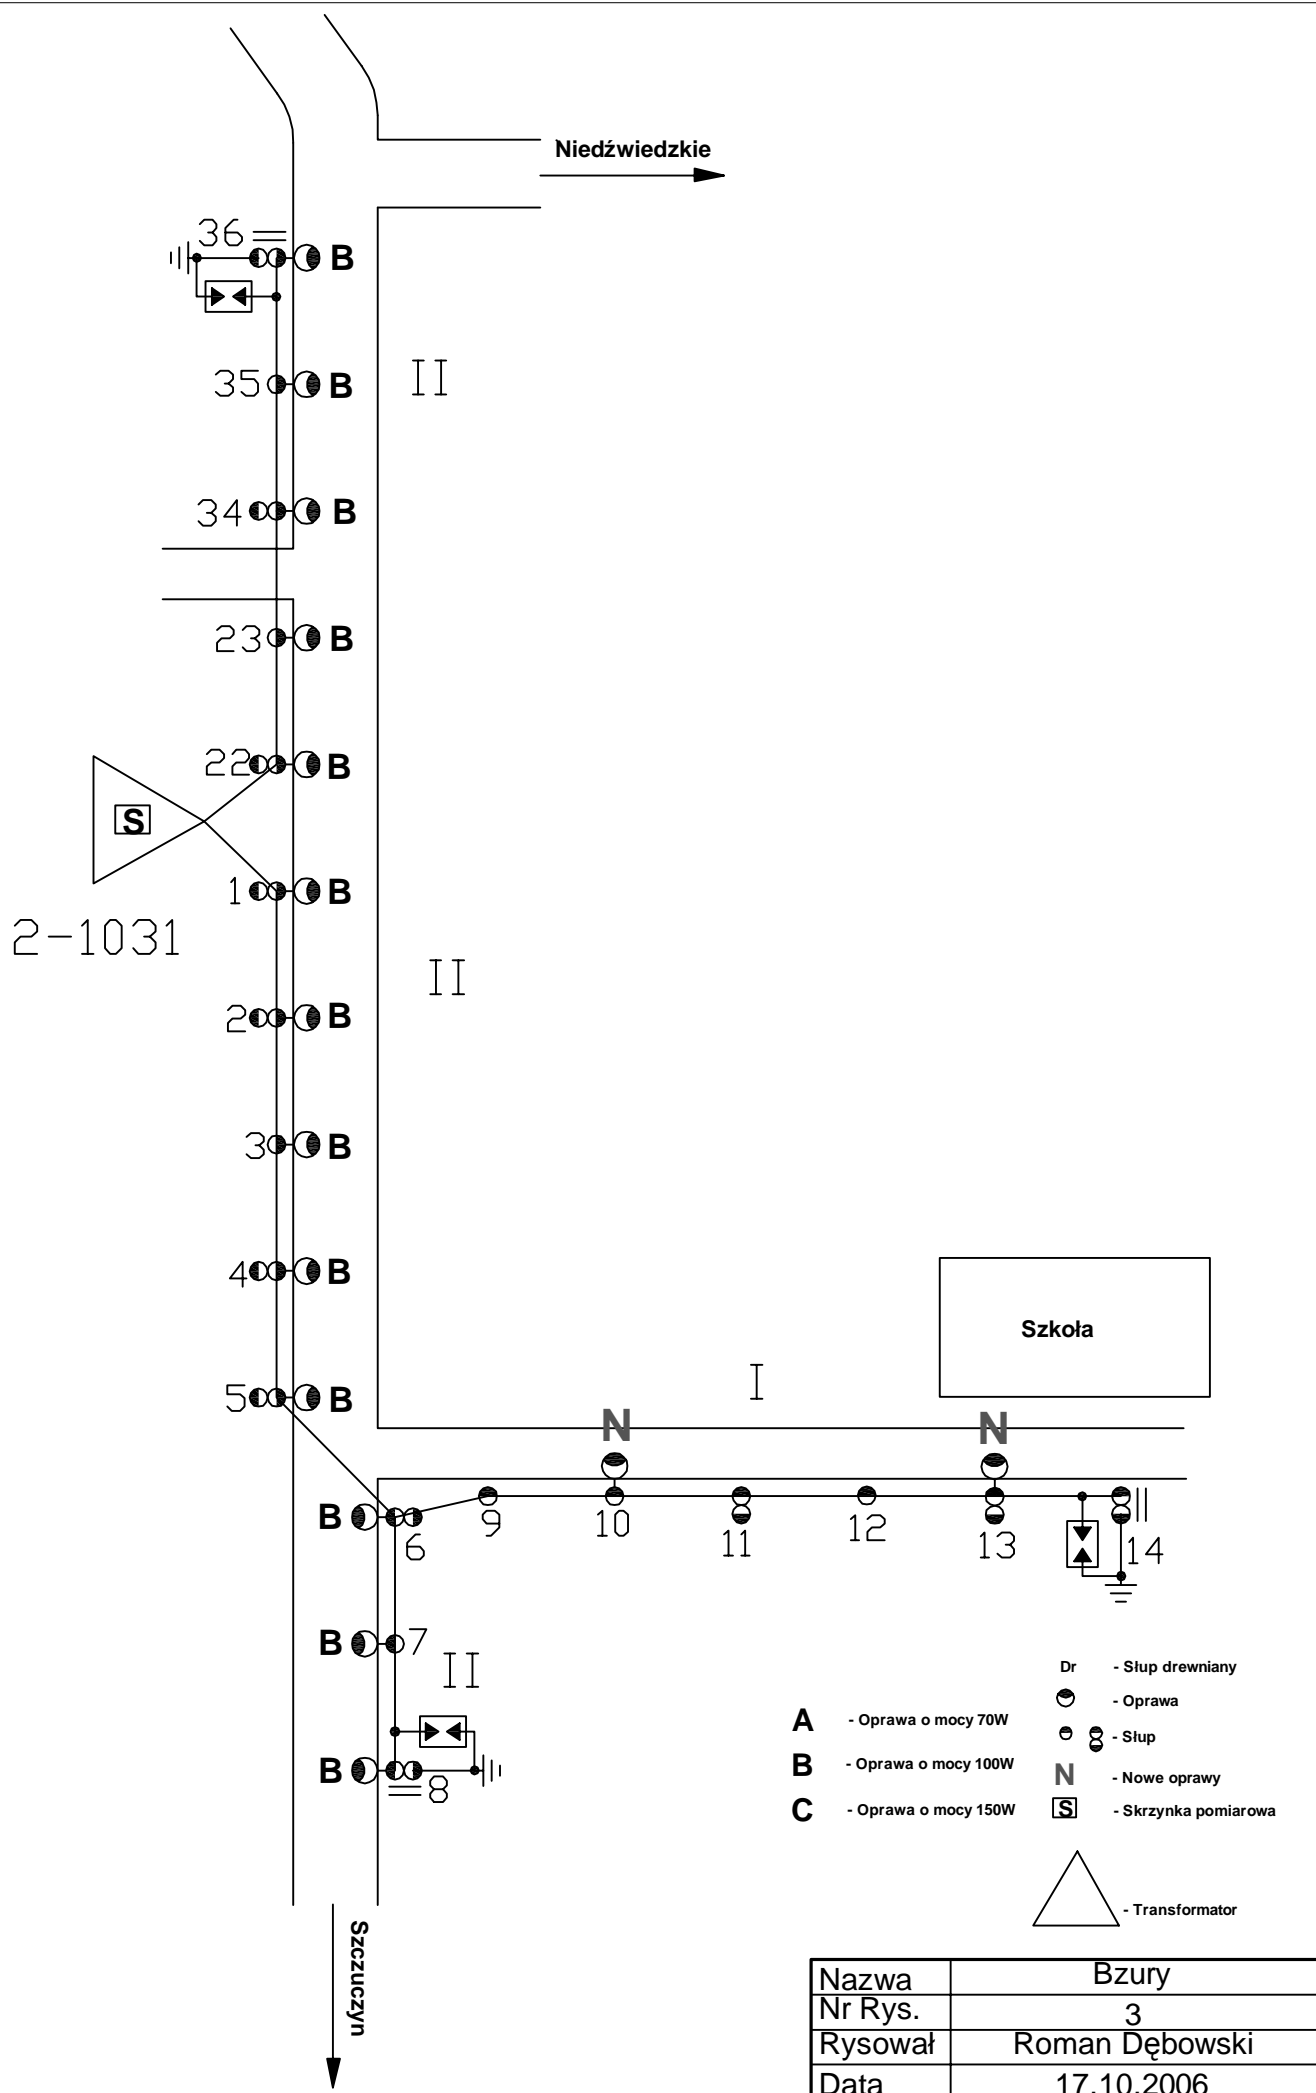 Niedźwiedzkie
36 B
35 B
II
34 B
23 B
22 B
S
1 B
2-1031
II
2 B
3 B
4 B
Szkoła
I
5 B
N N
B 6 9 10 11 12 13 14
B 7
II
B 8
Dr - Słup drewniany
- Oprawa
A - Oprawa o mocy 70W
- Słup
B - Oprawa o mocy 100W
N - Nowe oprawy
C - Oprawa o mocy 150W
S - Skrzynka pomiarowa
- Transformator
Szczuczyn
Nazwa Bzury
Nr Rys. 3
Rysował Roman Dębowski
Data 17.10.2006